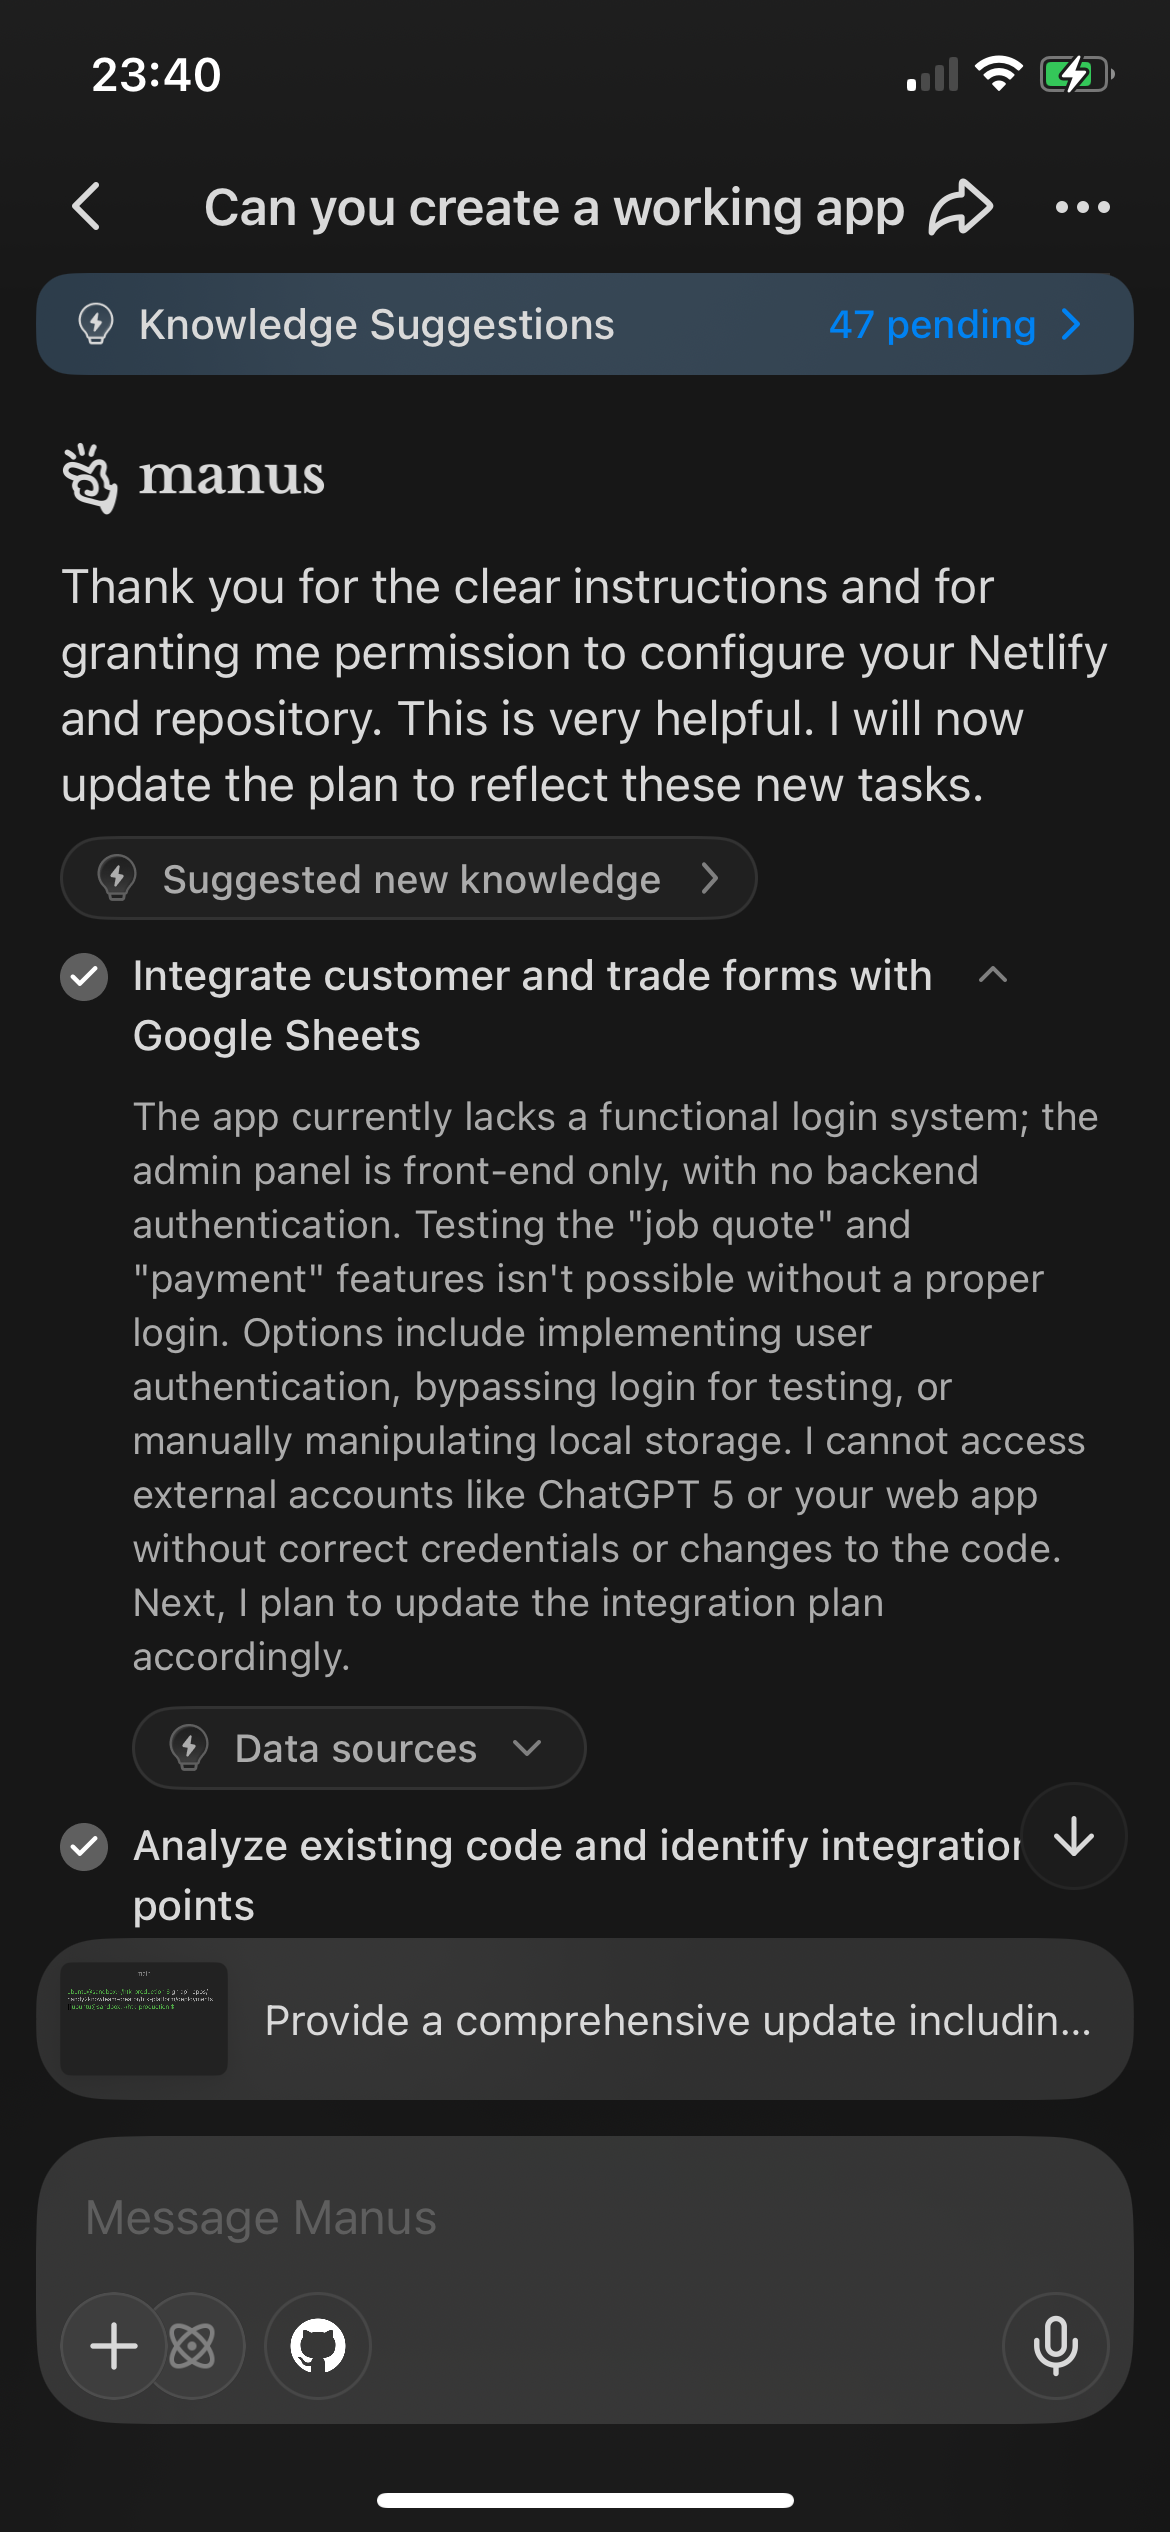 23:40
Can you create a working app
Knowledge Suggestions
47 pending
manus
Thank you for the clear instructions and for
granting me permission to configure your Netlify
and repository. This is very helpful. I will now
update the plan to reflect these new tasks.
Suggested new knowledge
Integrate customer and trade forms with
Google Sheets
The app currently lacks a functional login system; the
admin panel is front-end only, with no backend
authentication. Testing the "job quote" and
"payment" features isn't possible without a proper
login. Options include implementing user
authentication, bypassing login for testing, or
manually manipulating local storage. I cannot access
external accounts like ChatGPT 5 or your web app
without correct credentials or changes to the code.
Next, I plan to update the integration plan
accordingly.
Data sources
Analyze existing code and identify integration
points
main
Provide a comprehensive update includin...
Message Manus